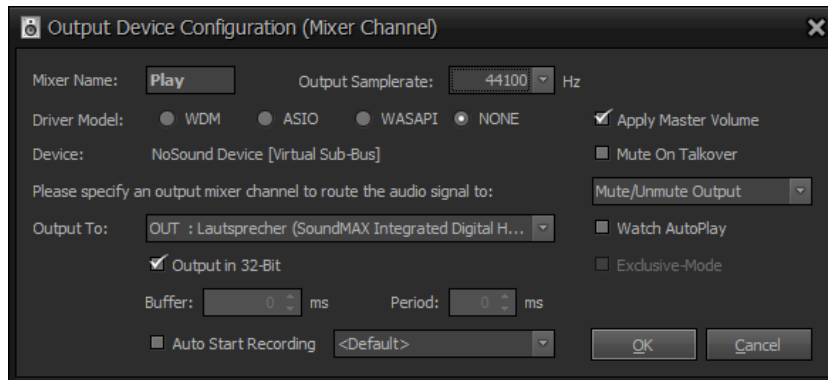 Output Device Configuration (Mixer Channel)
Mixer Name: Play Output Samplerate: 44100 Hz
Driver Model: WDM ASIO WASAPI NONE Apply Master Volume
Device: NoSound Device [Virtual Sub-Bus] Mute On Talkover
Please specify an output mixer channel to route the audio signal to: Mute/Unmute Output
Output To: OUT : Lautsprecher (SoundMAX Integrated Digital H... Watch AutoPlay
Output in 32-Bit Exclusive-Mode
Buffer: 0 ms Period: 0 ms
Auto Start Recording <Default> OK Cancel